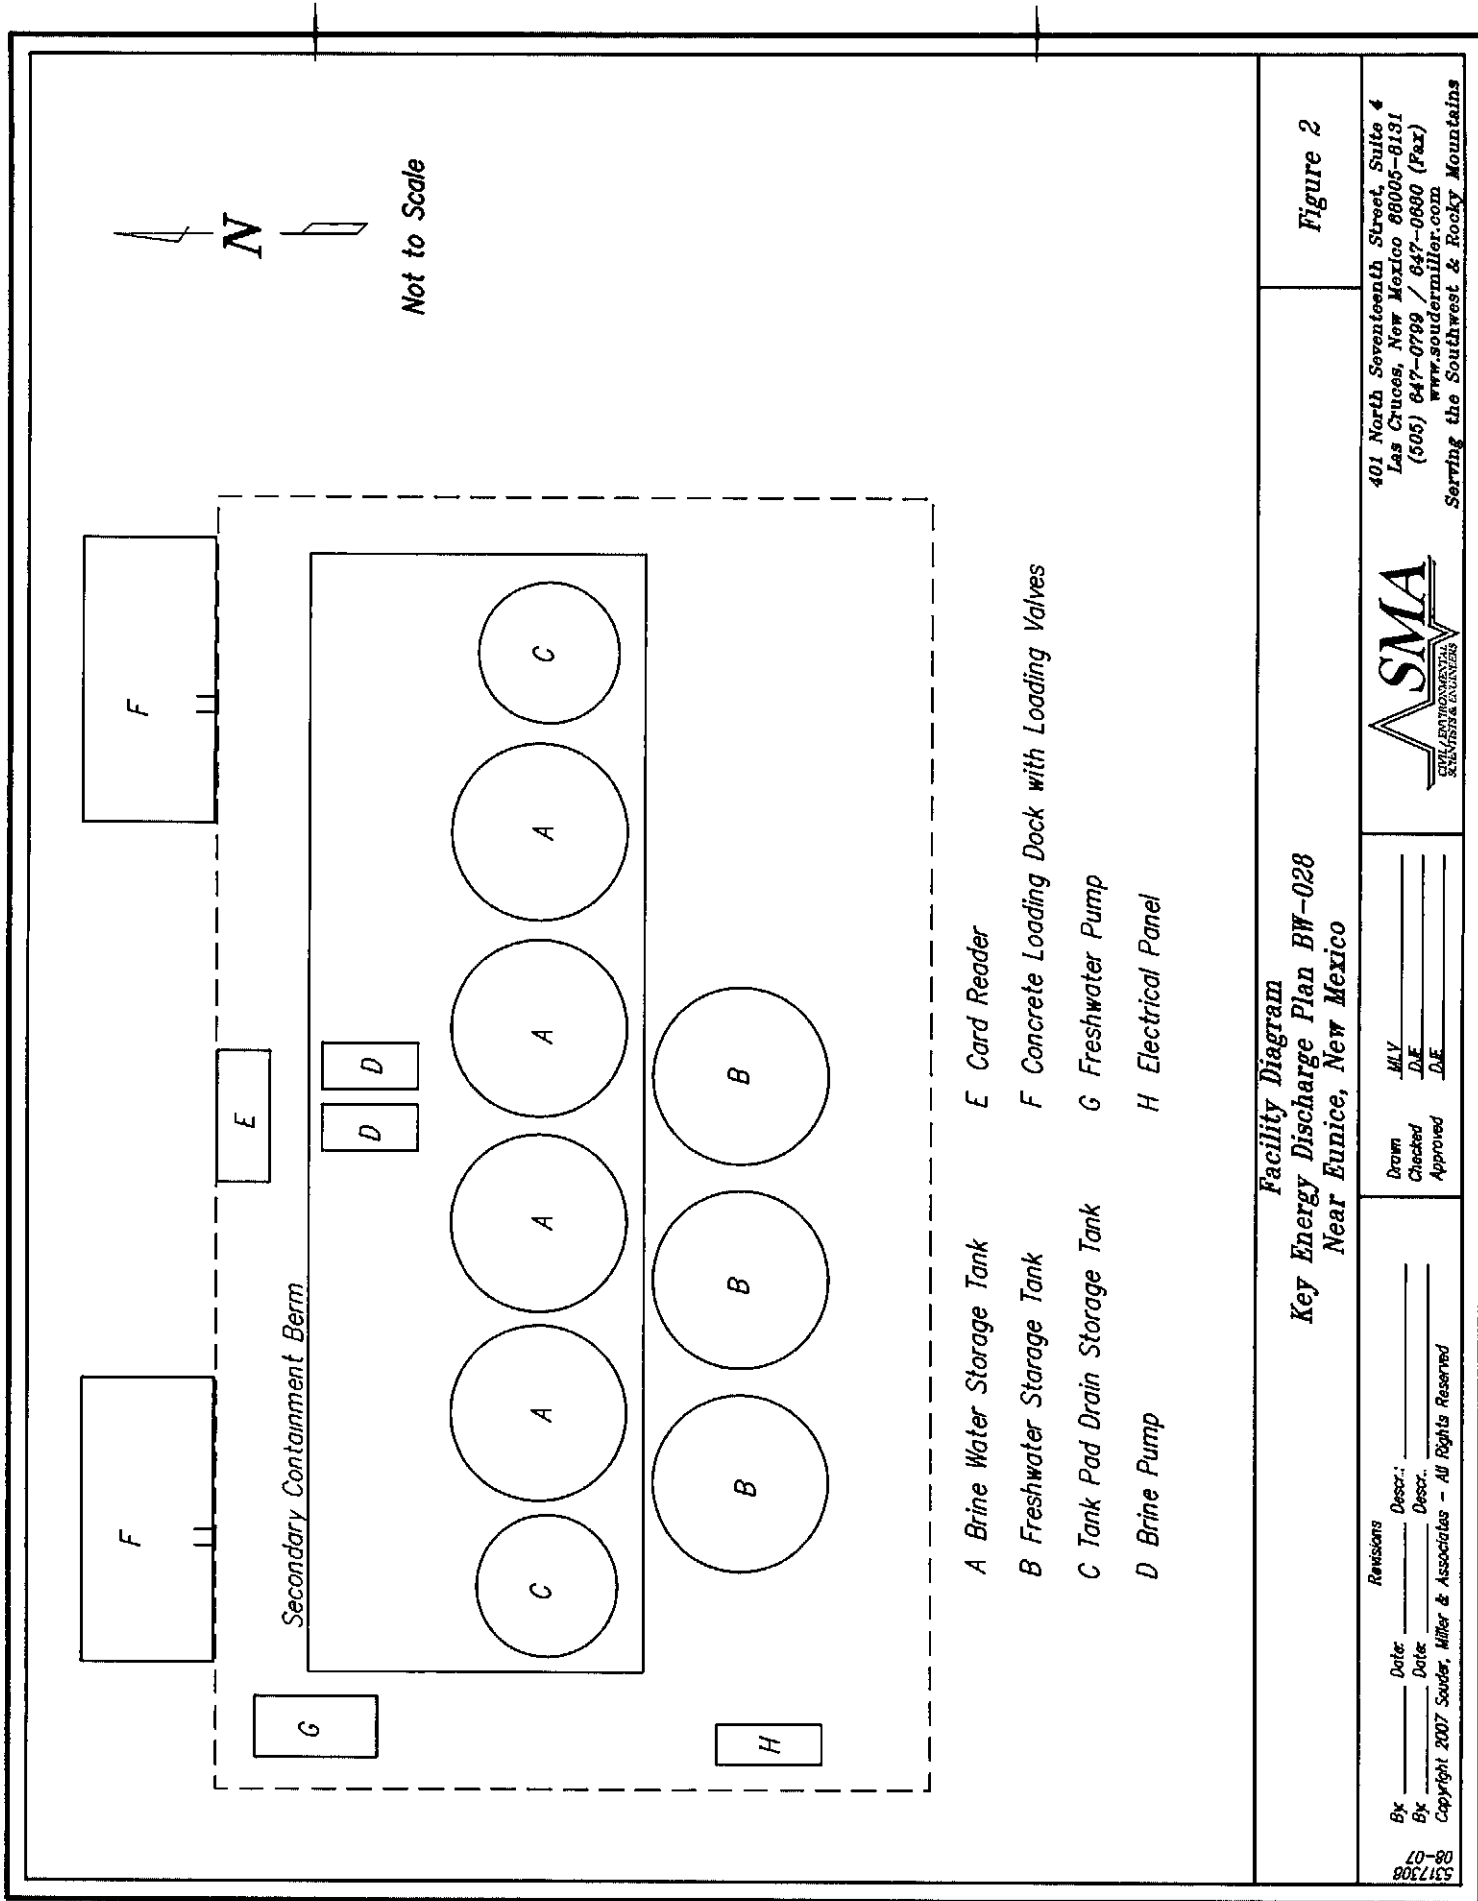 N
Not to Scale
F
F
E
Secondary Containment Berm
G
D
D
C
A
A
A
A
C
B
B
B
H
A Brine Water Storage Tank
B Freshwater Starage Tank
C Tank Pad Drain Storage Tank
D Brine Pump
E Card Reader
F Concrete Loading Dock with Loading Valves
G Freshwater Pump
H Electrical Panel
Facility Diagram
Key Energy Discharge Plan BW-028
Near Eunice, New Mexico
Figure 2
Revisions
By: Date: Descr.:
By: Date: Descr.:
Copyright 2007 Souder, Miller & Associates - All Rights Reserved
Drawn MLV
Checked DJE
Approved DJE
SMA
CIVIL / ENVIRONMENTAL
SCIENTISTS & ENGINEERS
401 North Seventeenth Street, Suite 4
Las Cruces, New Mexico 88005-8131
(505) 647-0799 / 647-0680 (Fax)
www.soudermiller.com
Serving the Southwest & Rocky Mountains
5317308
08-07